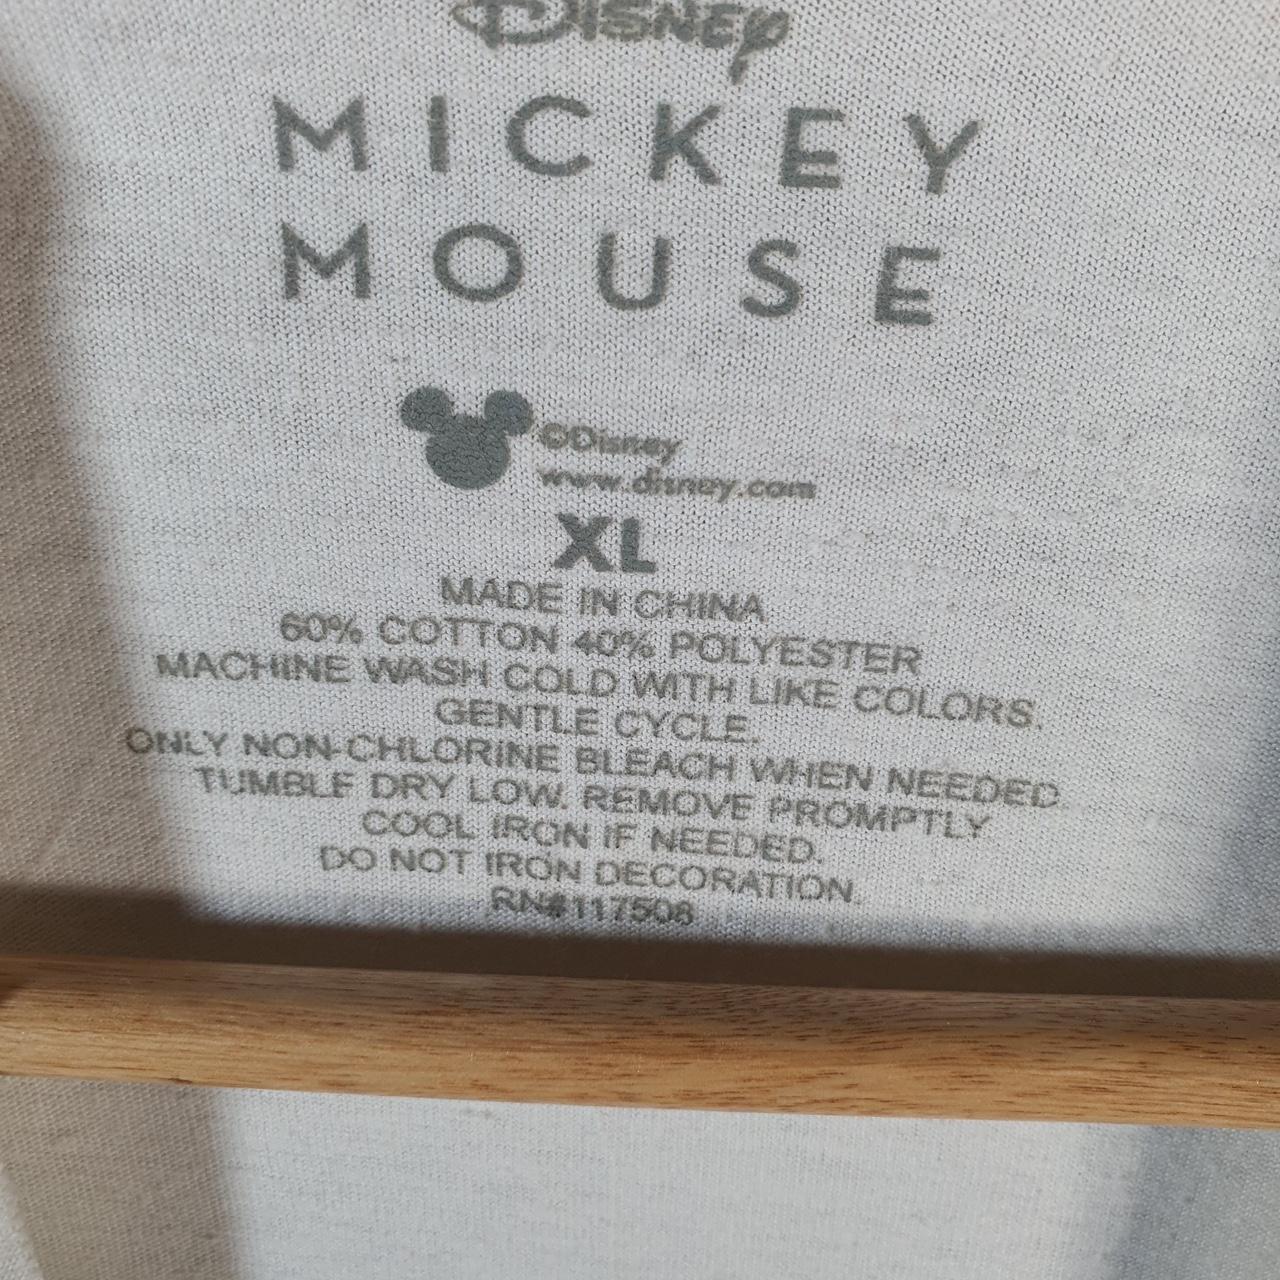 Disney
MICKEY
MOUSE
©Disney
www.disney.com
XL
MADE IN CHINA
60% COTTON 40% POLYESTER
MACHINE WASH COLD WITH LIKE COLORS.
GENTLE CYCLE.
ONLY NON-CHLORINE BLEACH WHEN NEEDED.
TUMBLE DRY LOW. REMOVE PROMPTLY
COOL IRON IF NEEDED.
DO NOT IRON DECORATION.
RN#117508